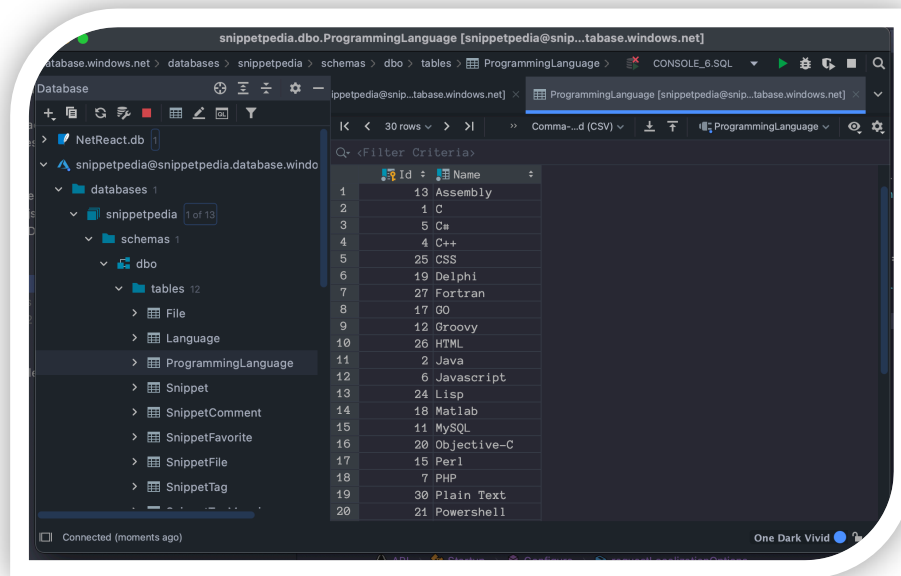 snippetpedia.dbo.ProgrammingLanguage [snippetpedia@snip...tabase.windows.net]
atabase.windows.net > databases > snippetpedia > schemas > dbo > tables > ProgrammingLanguage > CONSOLE_6.SQL
Database
ippetpedia@snip...tabase.windows.net] ProgrammingLanguage [snippetpedia@snip...tabase.windows.net]
30 rows Comma-...d (CSV) ProgrammingLanguage
<Filter Criteria>
NetReact.db 1
snippetpedia@snippetpedia.database.windo
databases 1
snippetpedia 1 of 13
schemas 1
dbo
tables 12
File
Language
ProgrammingLanguage
Snippet
SnippetComment
SnippetFavorite
SnippetFile
SnippetTag
Id Name
1 13 Assembly
2 1 C
3 5 C#
4 4 C++
5 25 CSS
6 19 Delphi
7 27 Fortran
8 17 GO
9 12 Groovy
10 26 HTML
11 2 Java
12 6 Javascript
13 24 Lisp
14 18 Matlab
15 11 MySQL
16 20 Objective-C
17 15 Perl
18 7 PHP
19 30 Plain Text
20 21 Powershell
Connected (moments ago)
One Dark Vivid